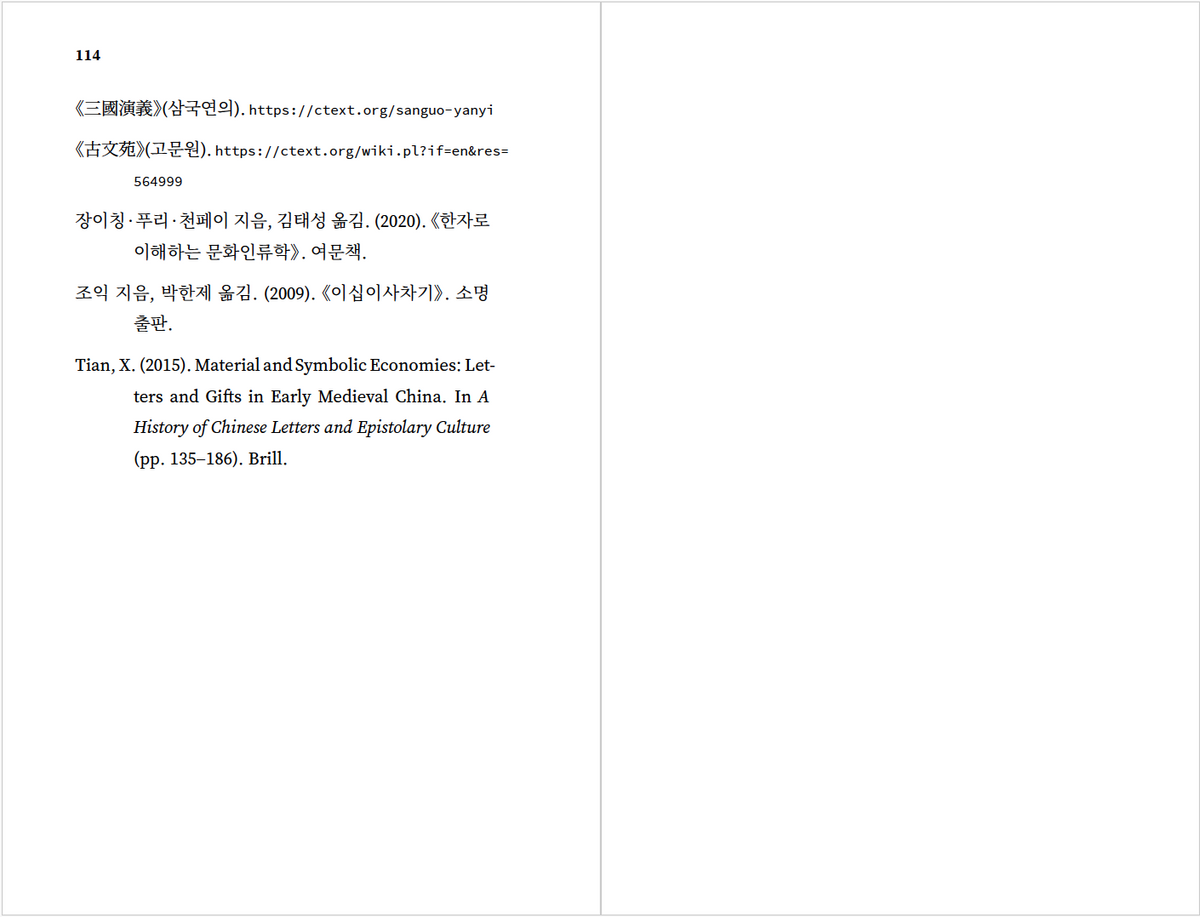 114
《三國演義》(삼국연의). https://ctext.org/sanguo-yanyi
《古文苑》(고문원). https://ctext.org/wiki.pl?if=en&res=
564999
장이칭·푸리·천페이 지음, 김태성 옮김. (2020). 《한자로
이해하는 문화인류학》. 여문책.
조익 지음, 박한제 옮김. (2009). 《이십이사차기》. 소명
출판.
Tian, X. (2015). Material and Symbolic Economies: Let-
ters and Gifts in Early Medieval China. In A
History of Chinese Letters and Epistolary Culture
(pp. 135–186). Brill.